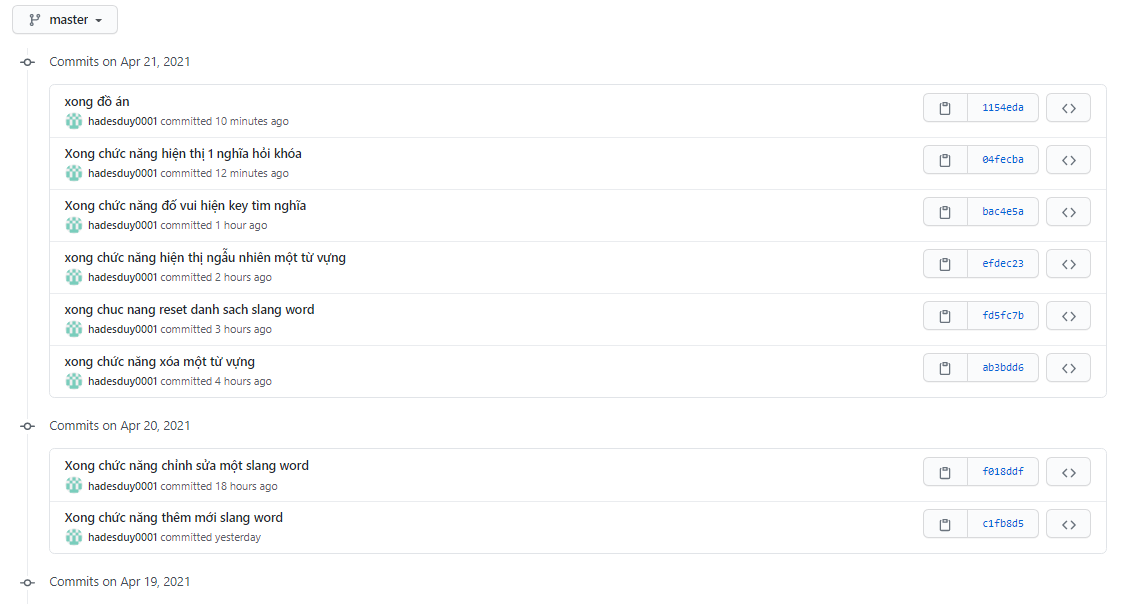 master
Commits on Apr 21, 2021
xong đồ án
hadesduy0001 committed 10 minutes ago
1154eda
Xong chức năng hiện thị 1 nghĩa hỏi khóa
hadesduy0001 committed 12 minutes ago
04fecba
Xong chức năng đố vui hiện key tìm nghĩa
hadesduy0001 committed 1 hour ago
bac4e5a
xong chức năng hiện thị ngẫu nhiên một từ vựng
hadesduy0001 committed 2 hours ago
efdec23
xong chuc nang reset danh sach slang word
hadesduy0001 committed 3 hours ago
fd5fc7b
xong chức năng xóa một từ vựng
hadesduy0001 committed 4 hours ago
ab3bdd6
Commits on Apr 20, 2021
Xong chức năng chỉnh sửa một slang word
hadesduy0001 committed 18 hours ago
f018ddf
Xong chức năng thêm mới slang word
hadesduy0001 committed yesterday
c1fb8d5
Commits on Apr 19, 2021